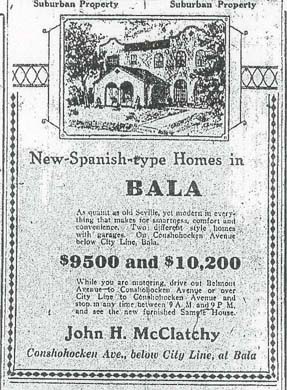 Suburban Property Suburban Property
New-Spanish-type Homes in
BALA
As quaint as old Seville, yet modern in every-
thing that makes for smartness, comfort and
convenience. Two different style homes
with garages. On Conshohocken Avenue
below City Line, Bala.
$9500 and $10,200
While you are motoring, drive out Belmont
Avenue to Conshohocken Avenue or over
City Line to Conshohocken Avenue and
stop in any time between 9 A. M. and 9 P. M.
and see the new furnished Sample House.
John H. McClatchy
Conshohocken Ave., below City Line, at Bala